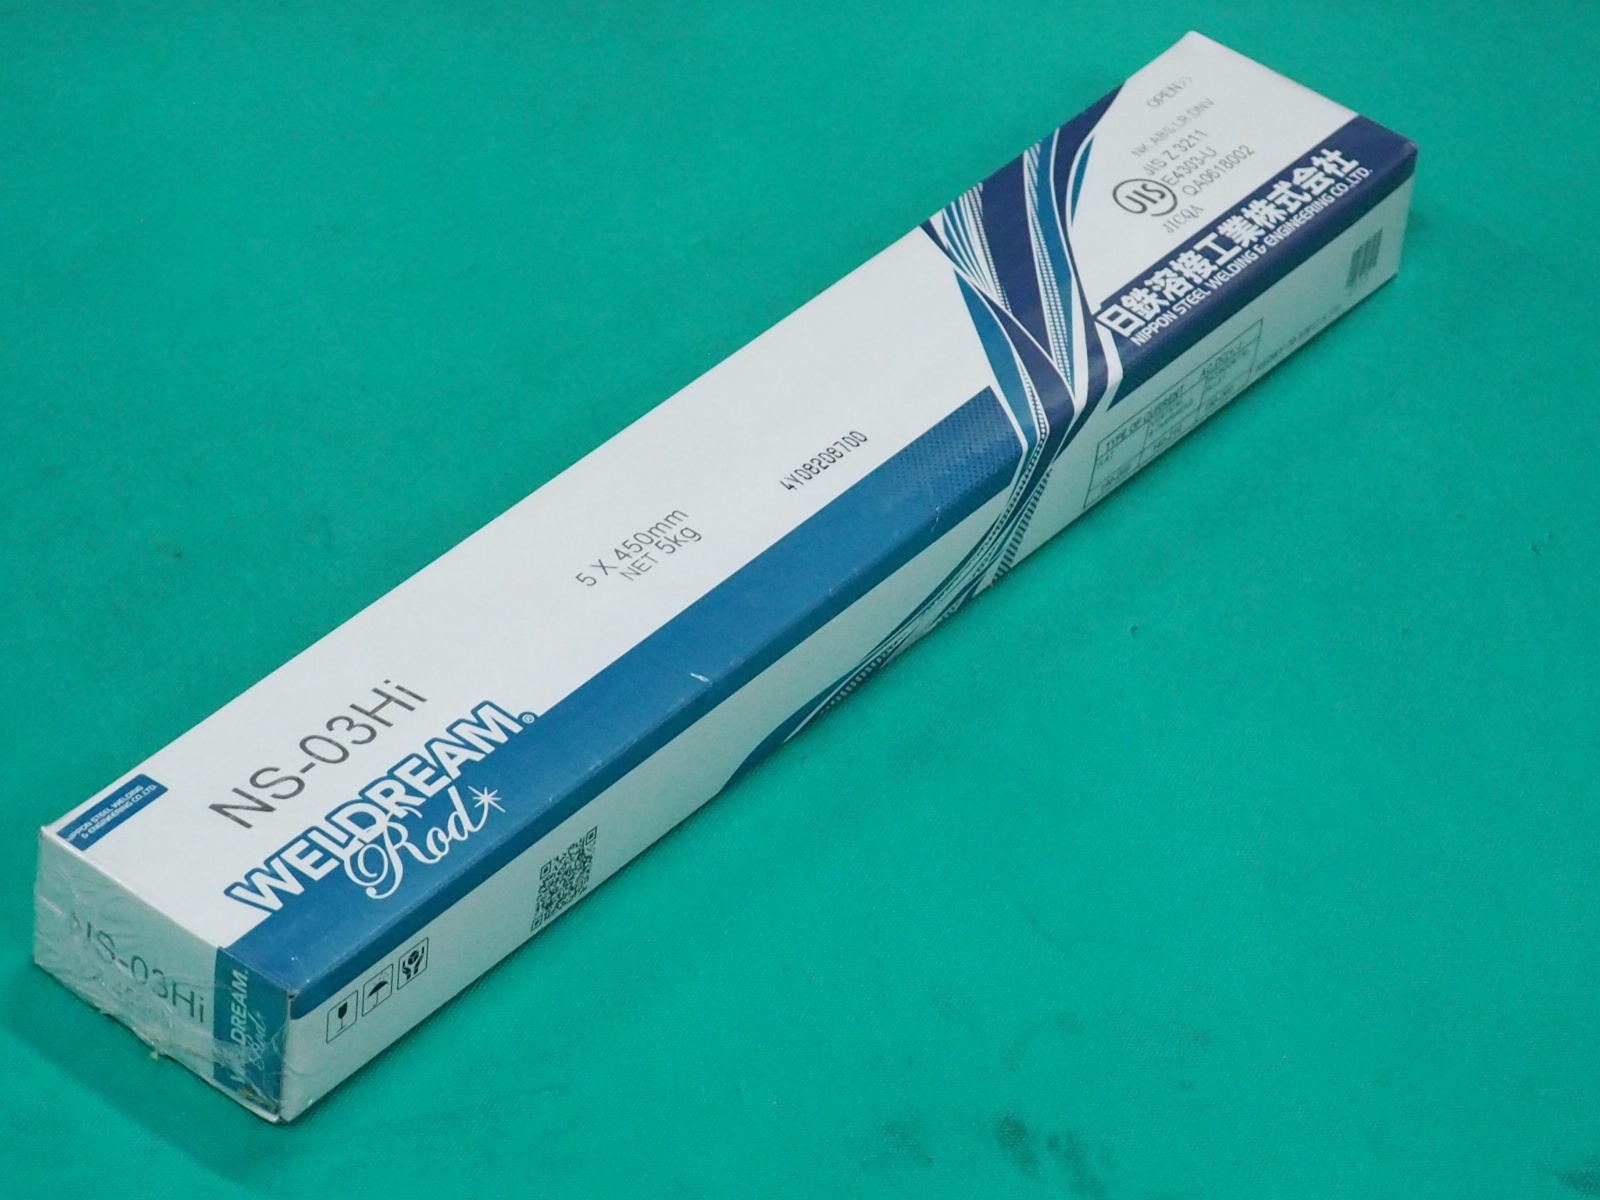 OPEN>>
NK.ABS.LR.DNV
JIS Z 3211
E4303-U
QA0618002
JIS
JICQA
日鉄溶接工業株式会社
NIPPON STEEL WELDING & ENGINEERING CO.,LTD.
4Y08208700
5 X 450mm
NET 5kg
NS-03Hi
WELDREAM®
Rod
NIPPON STEEL WELDING
& ENGINEERING CO.,LTD.
NS-03Hi
WELDREAM.
Rod
TYPE OF CURRENT